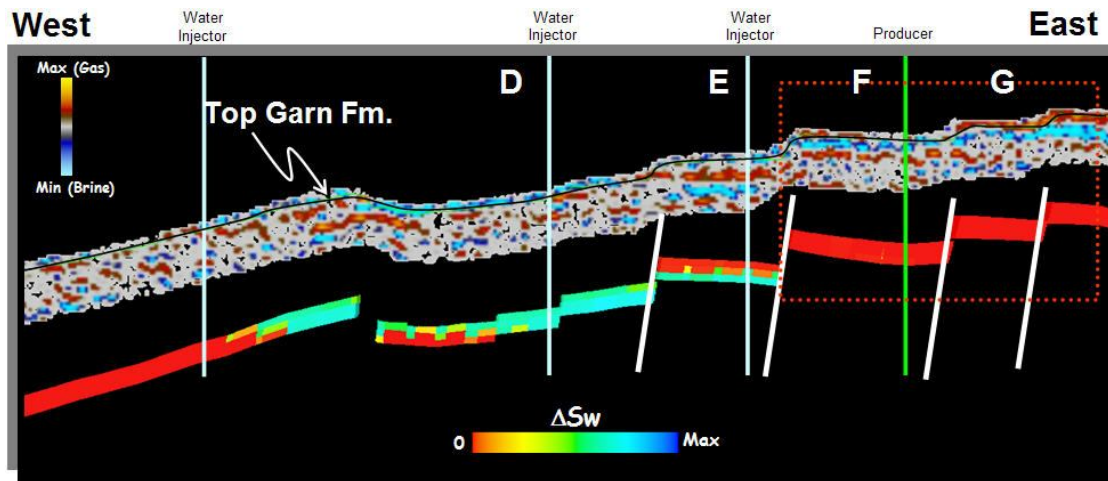 West
Water
Injector
Water
Injector
Water
Injector
Producer
East
Max (Gas)
Min (Brine)
D
E
F
G
Top Garn Fm.
ΔSw
0
Max